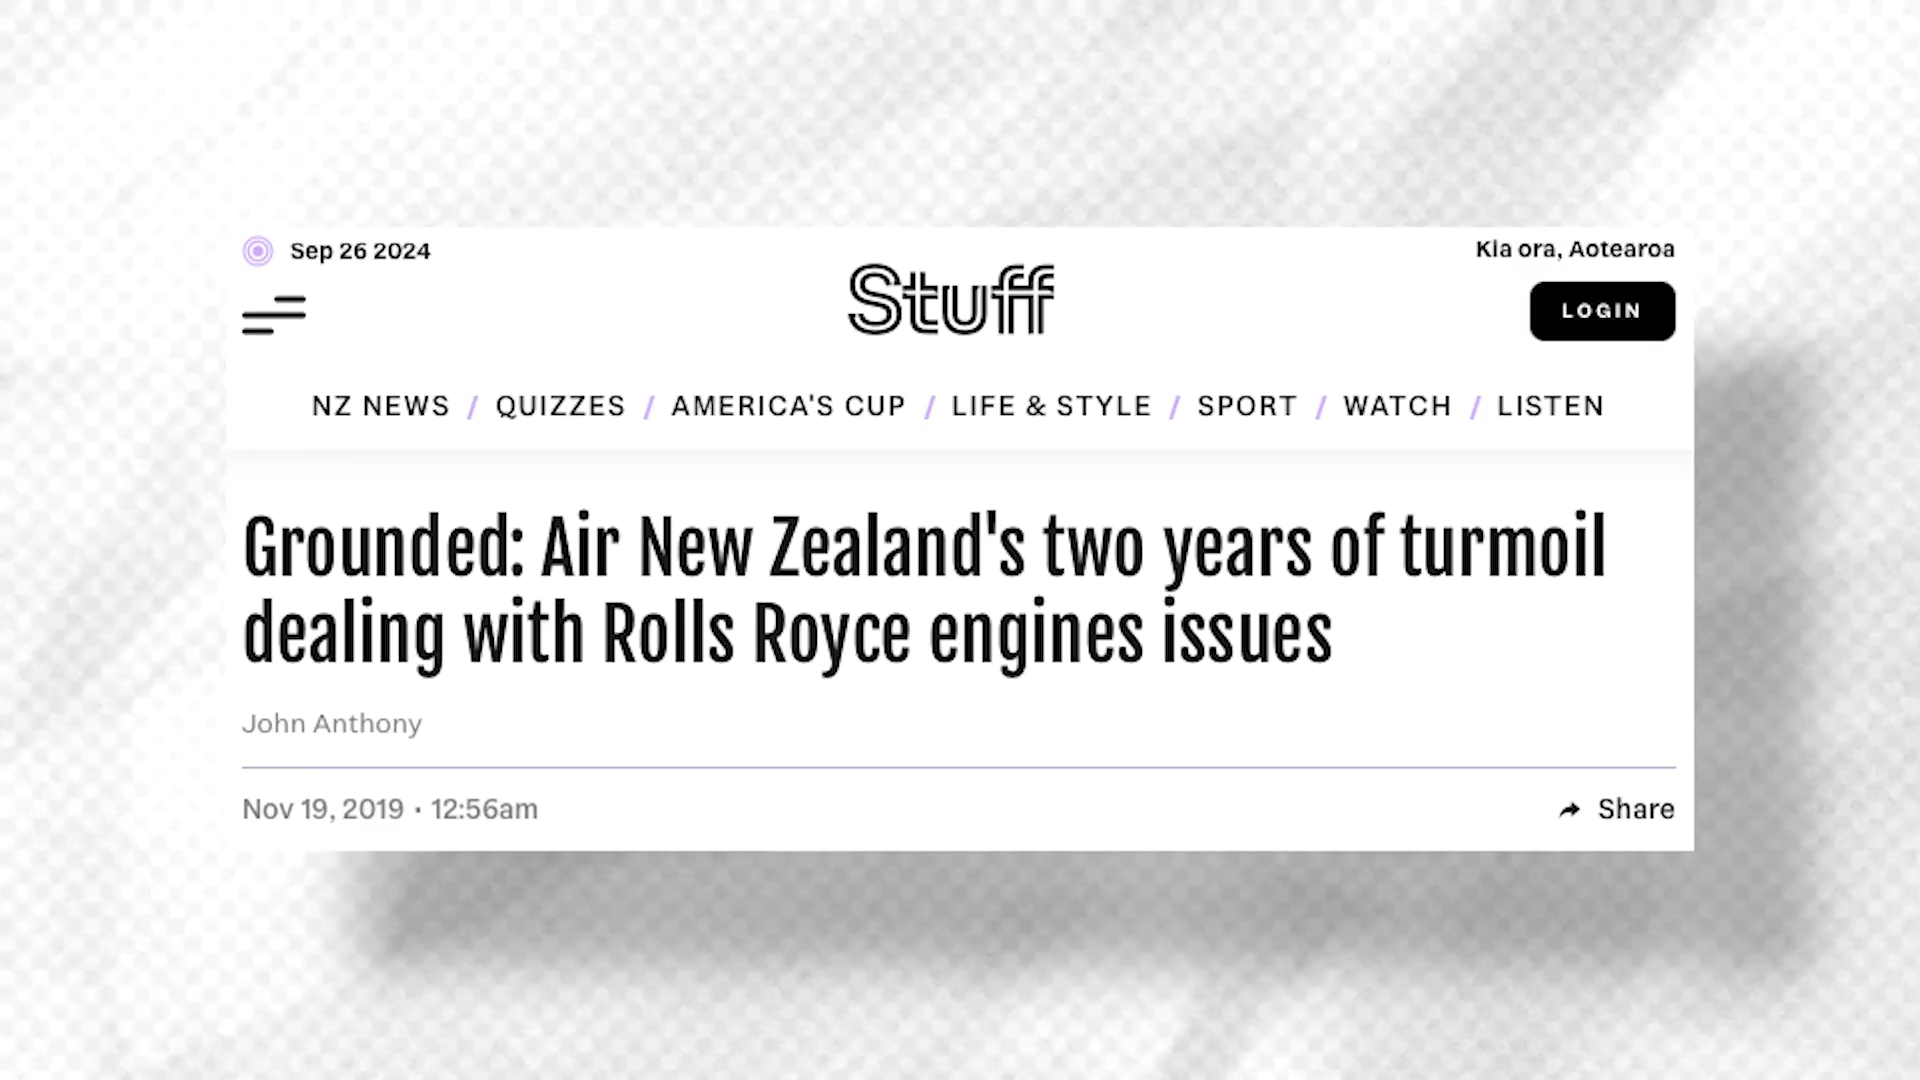 Sep 26 2024
Kia ora, Aotearoa
Stuff
LOGIN
NZ NEWS / QUIZZES / AMERICA'S CUP / LIFE & STYLE / SPORT / WATCH / LISTEN
Grounded: Air New Zealand's two years of turmoil
dealing with Rolls Royce engines issues
John Anthony
Nov 19, 2019 • 12:56am
Share